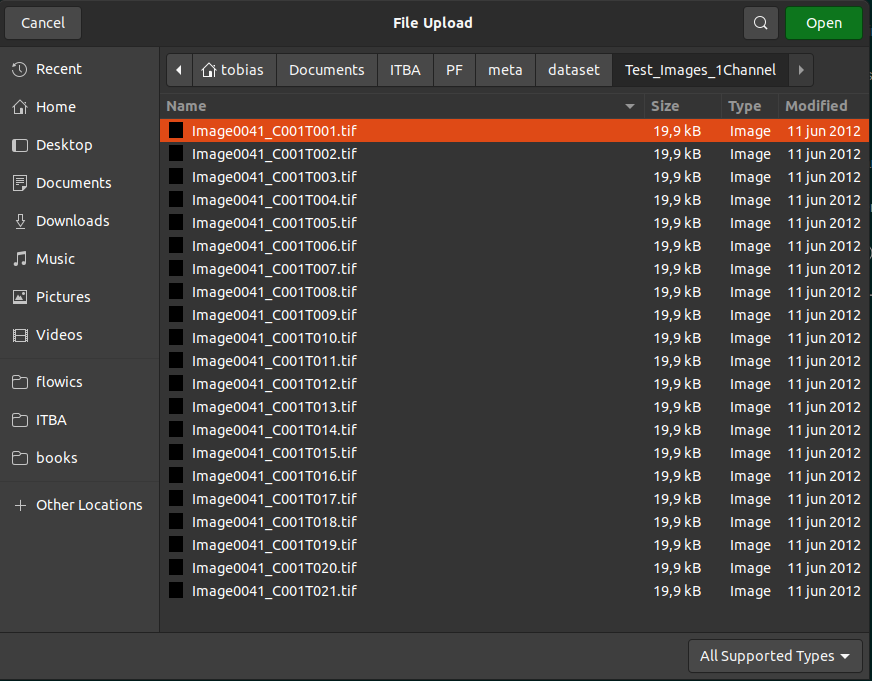 Cancel File Upload Open
Recent
Home
Desktop
Documents
Downloads
Music
Pictures
Videos
flowics
ITBA
books
Other Locations
tobias Documents ITBA PF meta dataset Test_Images_1Channel
Name Size Type Modified
Image0041_C001T001.tif 19,9 kB Image 11 jun 2012
Image0041_C001T002.tif 19,9 kB Image 11 jun 2012
Image0041_C001T003.tif 19,9 kB Image 11 jun 2012
Image0041_C001T004.tif 19,9 kB Image 11 jun 2012
Image0041_C001T005.tif 19,9 kB Image 11 jun 2012
Image0041_C001T006.tif 19,9 kB Image 11 jun 2012
Image0041_C001T007.tif 19,9 kB Image 11 jun 2012
Image0041_C001T008.tif 19,9 kB Image 11 jun 2012
Image0041_C001T009.tif 19,9 kB Image 11 jun 2012
Image0041_C001T010.tif 19,9 kB Image 11 jun 2012
Image0041_C001T011.tif 19,9 kB Image 11 jun 2012
Image0041_C001T012.tif 19,9 kB Image 11 jun 2012
Image0041_C001T013.tif 19,9 kB Image 11 jun 2012
Image0041_C001T014.tif 19,9 kB Image 11 jun 2012
Image0041_C001T015.tif 19,9 kB Image 11 jun 2012
Image0041_C001T016.tif 19,9 kB Image 11 jun 2012
Image0041_C001T017.tif 19,9 kB Image 11 jun 2012
Image0041_C001T018.tif 19,9 kB Image 11 jun 2012
Image0041_C001T019.tif 19,9 kB Image 11 jun 2012
Image0041_C001T020.tif 19,9 kB Image 11 jun 2012
Image0041_C001T021.tif 19,9 kB Image 11 jun 2012
All Supported Types